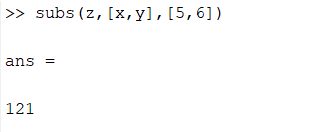 >> subs(z,[x,y],[5,6])
ans =
121